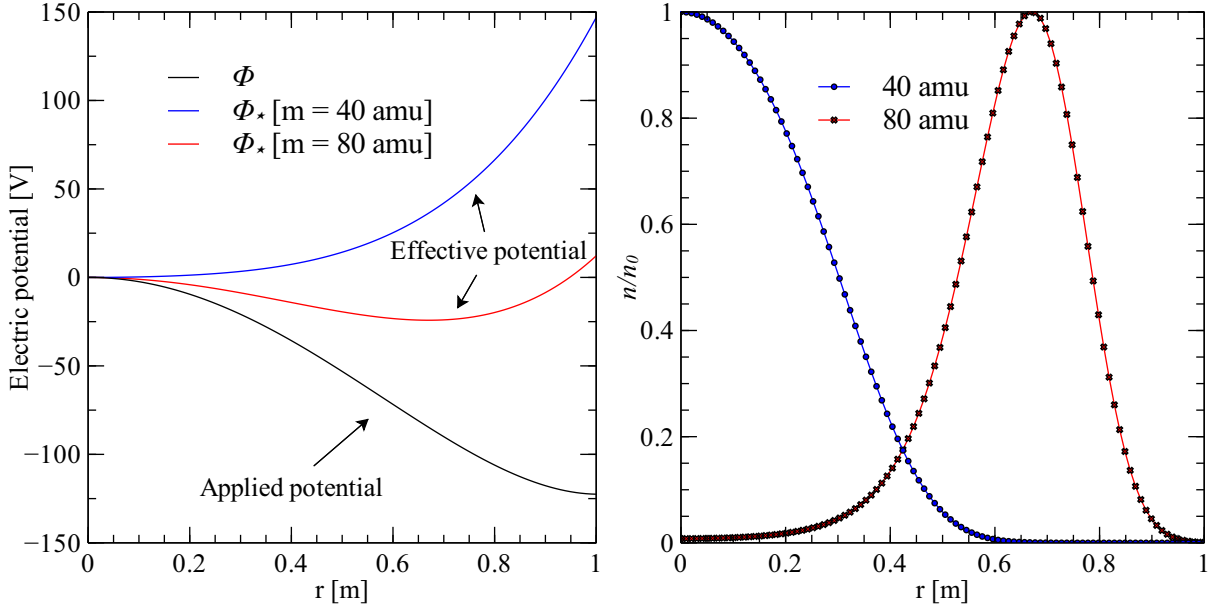 150
100
50
0
−50
−100
−150
Electric potential [V]
0
0.2
0.4
0.6
0.8
1
r [m]
Φ
Φ⋆ [m = 40 amu]
Φ⋆ [m = 80 amu]
Effective potential
Applied potential
1
0.8
0.6
0.4
0.2
0
n/n0
0
0.2
0.4
0.6
0.8
1
r [m]
40 amu
80 amu